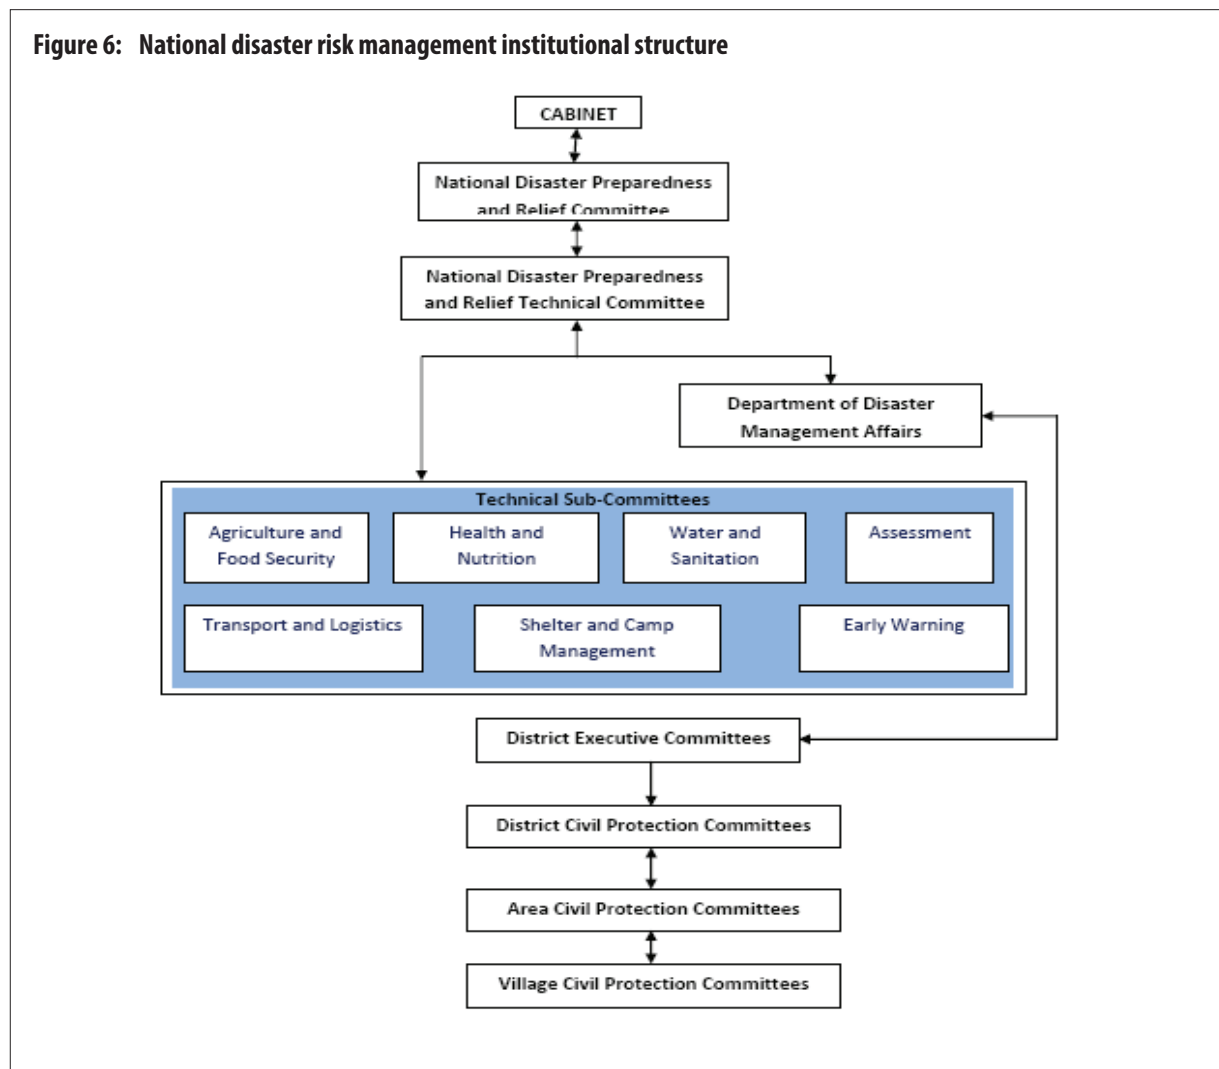 Figure 6: National disaster risk management institutional structure
CABINET
National Disaster Preparedness
and Relief Committee
National Disaster Preparedness
and Relief Technical Committee
Department of Disaster
Management Affairs
Technical Sub-Committees
Agriculture and
Food Security
Health and
Nutrition
Water and
Sanitation
Assessment
Transport and Logistics
Shelter and Camp
Management
Early Warning
District Executive Committees
District Civil Protection Committees
Area Civil Protection Committees
Village Civil Protection Committees